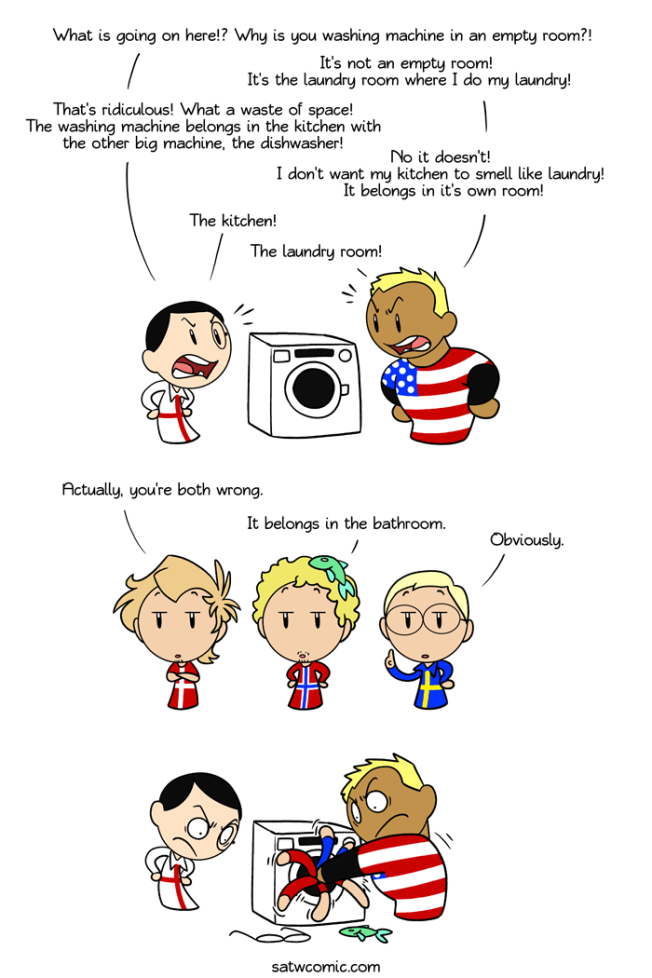 What is going on here!? Why is you washing machine in an empty room?!
It's not an empty room!
It's the laundry room where I do my laundry!
That's ridiculous! What a waste of space!
The washing machine belongs in the kitchen with
the other big machine, the dishwasher!
No it doesn't!
I don't want my kitchen to smell like laundry!
It belongs in it's own room!
The kitchen!
The laundry room!
Actually, you're both wrong.
It belongs in the bathroom.
Obviously.
satwcomic.com